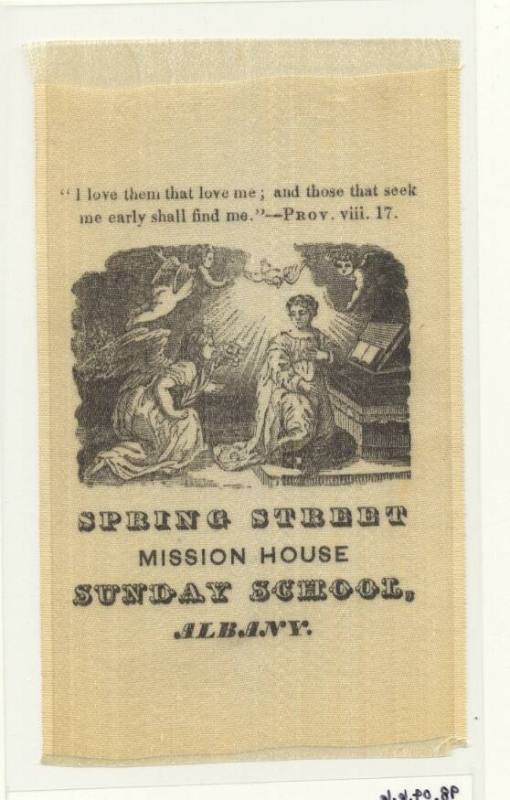 "I love them that love me; and those that seek
me early shall find me."—PROV. viii. 17.
SPRING STREET
MISSION HOUSE
SUNDAY SCHOOL,
ALBANY.